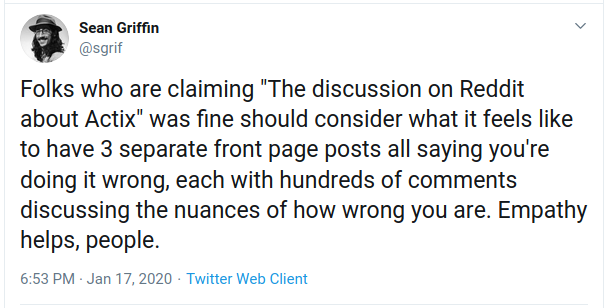 Sean Griffin
@sgrif
Folks who are claiming "The discussion on Reddit
about Actix" was fine should consider what it feels like
to have 3 separate front page posts all saying you're
doing it wrong, each with hundreds of comments
discussing the nuances of how wrong you are. Empathy
helps, people.
6:53 PM · Jan 17, 2020 · Twitter Web Client